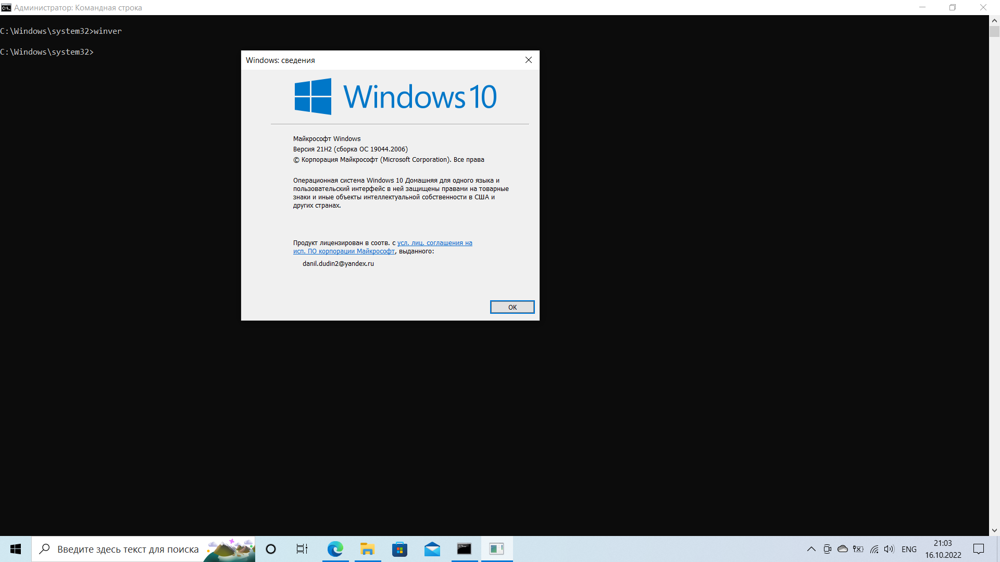 Администратор: Командная строка
C:\Windows\system32>winver
C:\Windows\system32>
Windows: сведения
Windows 10
Майкрософт Windows
Версия 21H2 (сборка ОС 19044.2006)
© Корпорация Майкрософт (Microsoft Corporation). Все права
Операционная система Windows 10 Домашняя для одного языка и
пользовательский интерфейс в ней защищены правами на товарные
знаки и иные объекты интеллектуальной собственности в США и
других странах.
Продукт лицензирован в соотв. с усл. лиц. соглашения на
исп. ПО корпорации Майкрософт, выданного:
danil.dudin2@yandex.ru
ОК
Введите здесь текст для поиска
ENG
21:03
16.10.2022